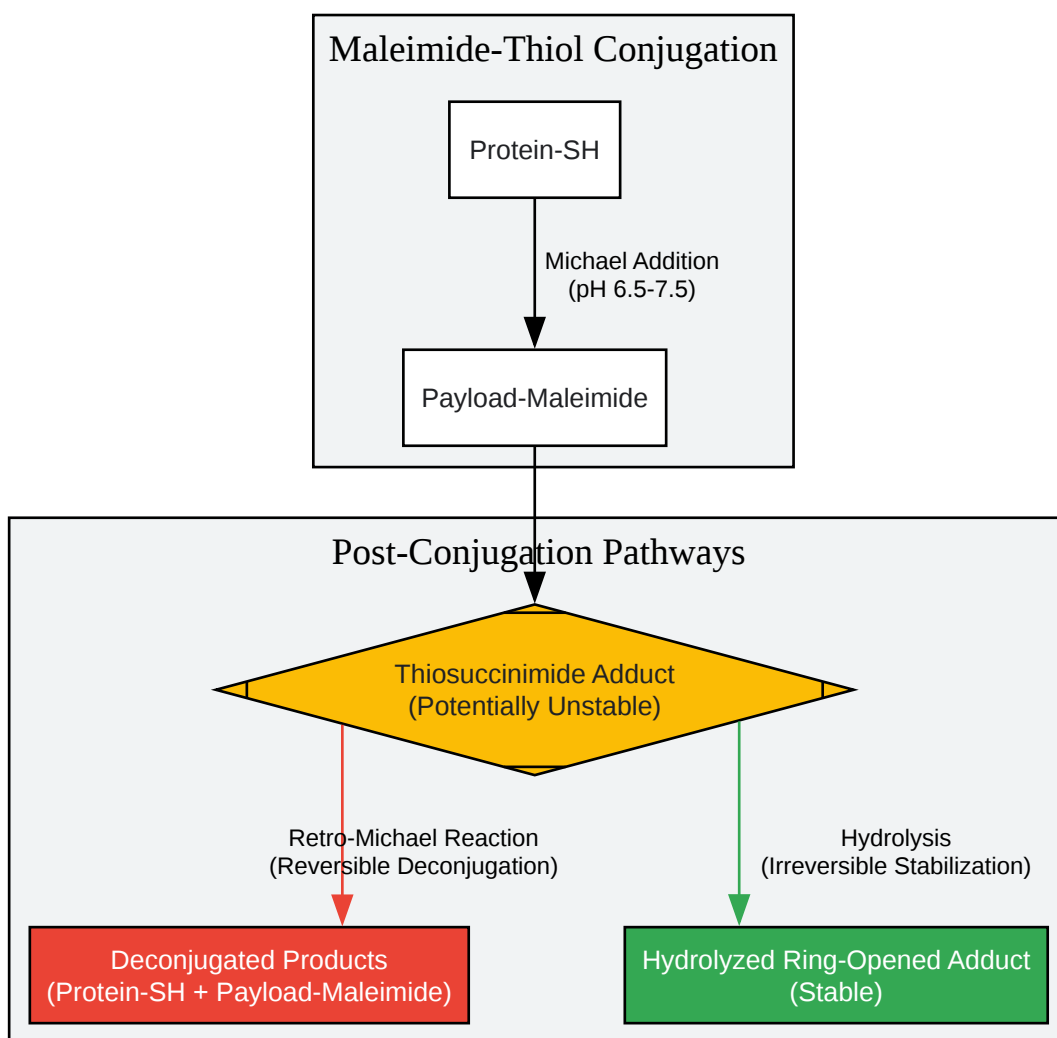 Maleimide-Thiol Conjugation
Protein-SH
Michael Addition
(pH 6.5-7.5)
Payload-Maleimide
Post-Conjugation Pathways
Thiosuccinimide Adduct
(Potentially Unstable)
Retro-Michael Reaction
(Reversible Deconjugation)
Hydrolysis
(Irreversible Stabilization)
Deconjugated Products
(Protein-SH + Payload-Maleimide)
Hydrolyzed Ring-Opened Adduct
(Stable)